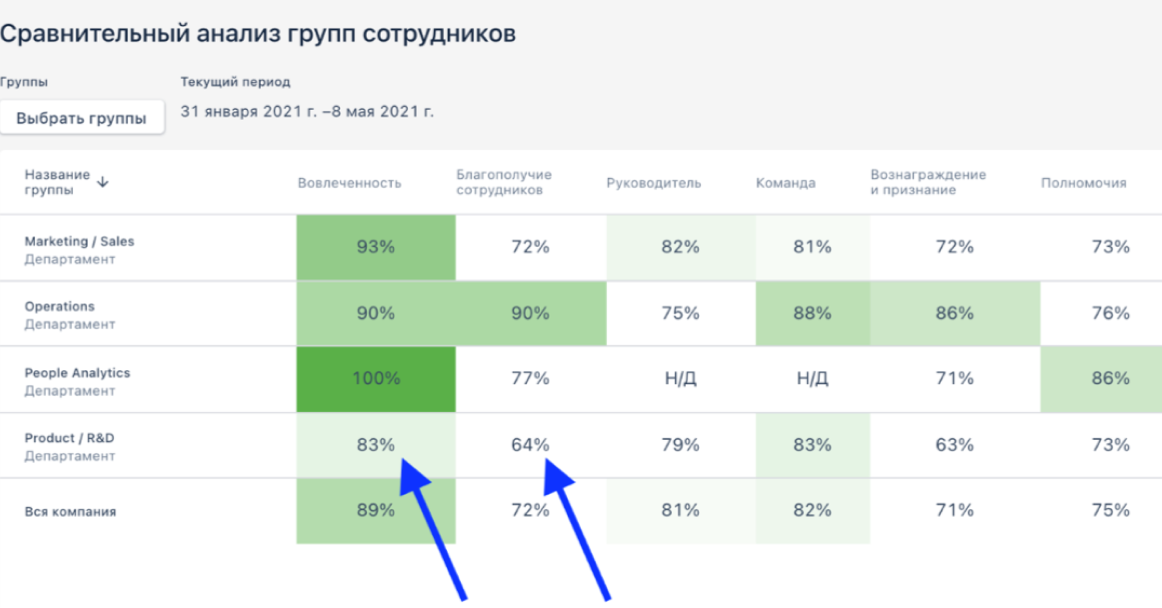 Сравнительный анализ групп сотрудников
Группы
Текущий период
Выбрать группы
31 января 2021 г. –8 мая 2021 г.
Название группы ↓
Вовлеченность
Благополучие сотрудников
Руководитель
Команда
Вознаграждение и признание
Полномочия
Marketing / Sales
Департамент
93% 72% 82% 81% 72% 73%
Operations
Департамент
90% 90% 75% 88% 86% 76%
People Analytics
Департамент
100% 77% Н/Д Н/Д 71% 86%
Product / R&D
Департамент
83% 64% 79% 83% 63% 73%
Вся компания
89% 72% 81% 82% 71% 75%